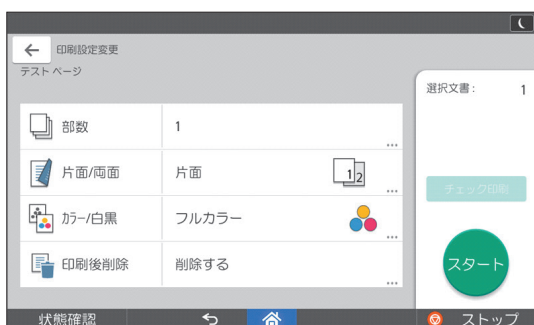 印刷設定変更
テスト ページ
選択文書: 1
部数 1
片面/両面 片面 1 2
チェック印刷
カラー/白黒 フルカラー
印刷後削除 削除する
スタート
状態確認
ストップ